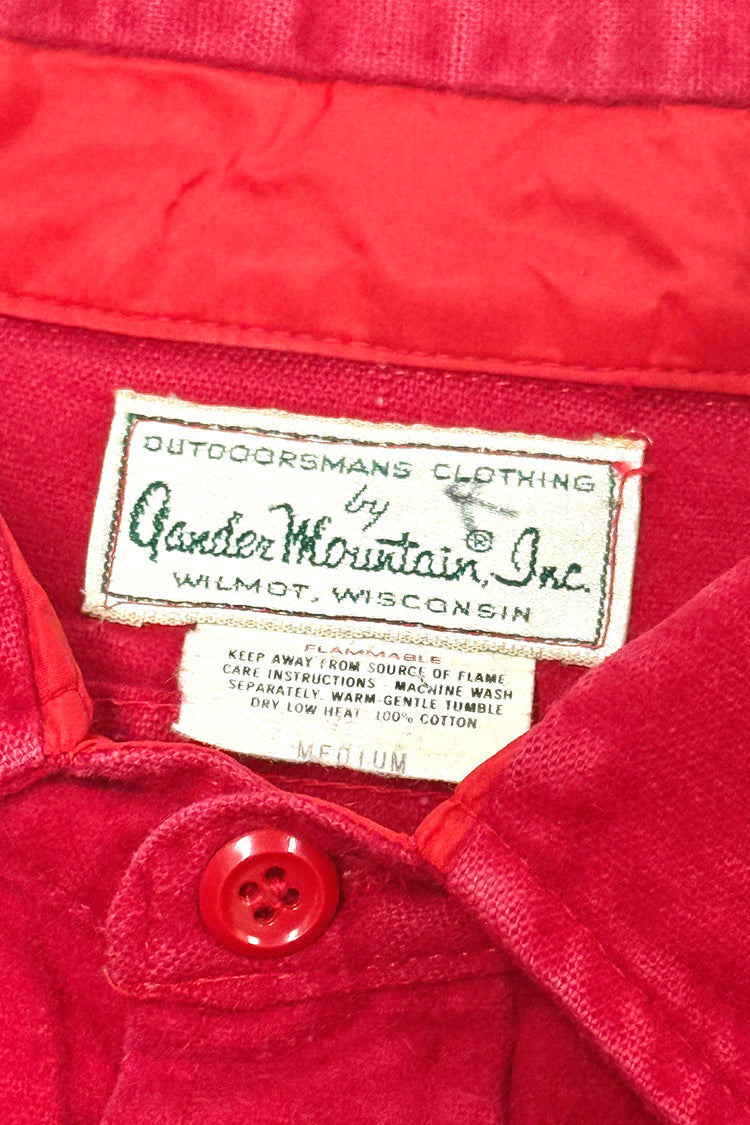 OUTDOORSMANS CLOTHING
by
Gander Mountain, Inc.®
WILMOT, WISCONSIN
FLAMMABLE
KEEP AWAY FROM SOURCE OF FLAME
CARE INSTRUCTIONS - MACHINE WASH
SEPARATELY. WARM-GENTLE TUMBLE
DRY LOW HEAT 100% COTTON
MEDIUM